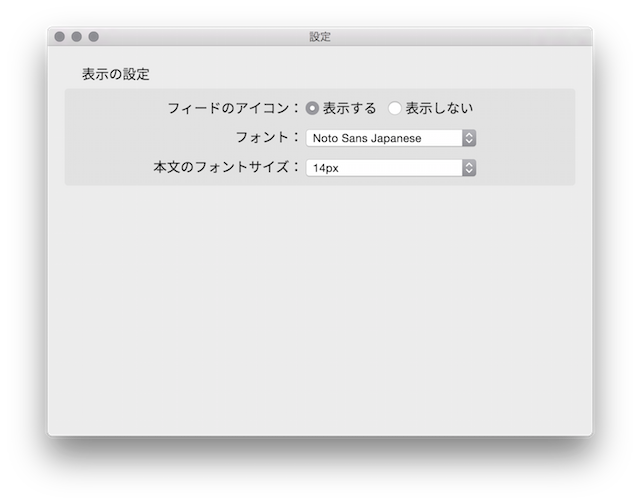 設定
表示の設定
フィードのアイコン： 表示する 表示しない
フォント： Noto Sans Japanese
本文のフォントサイズ： 14px